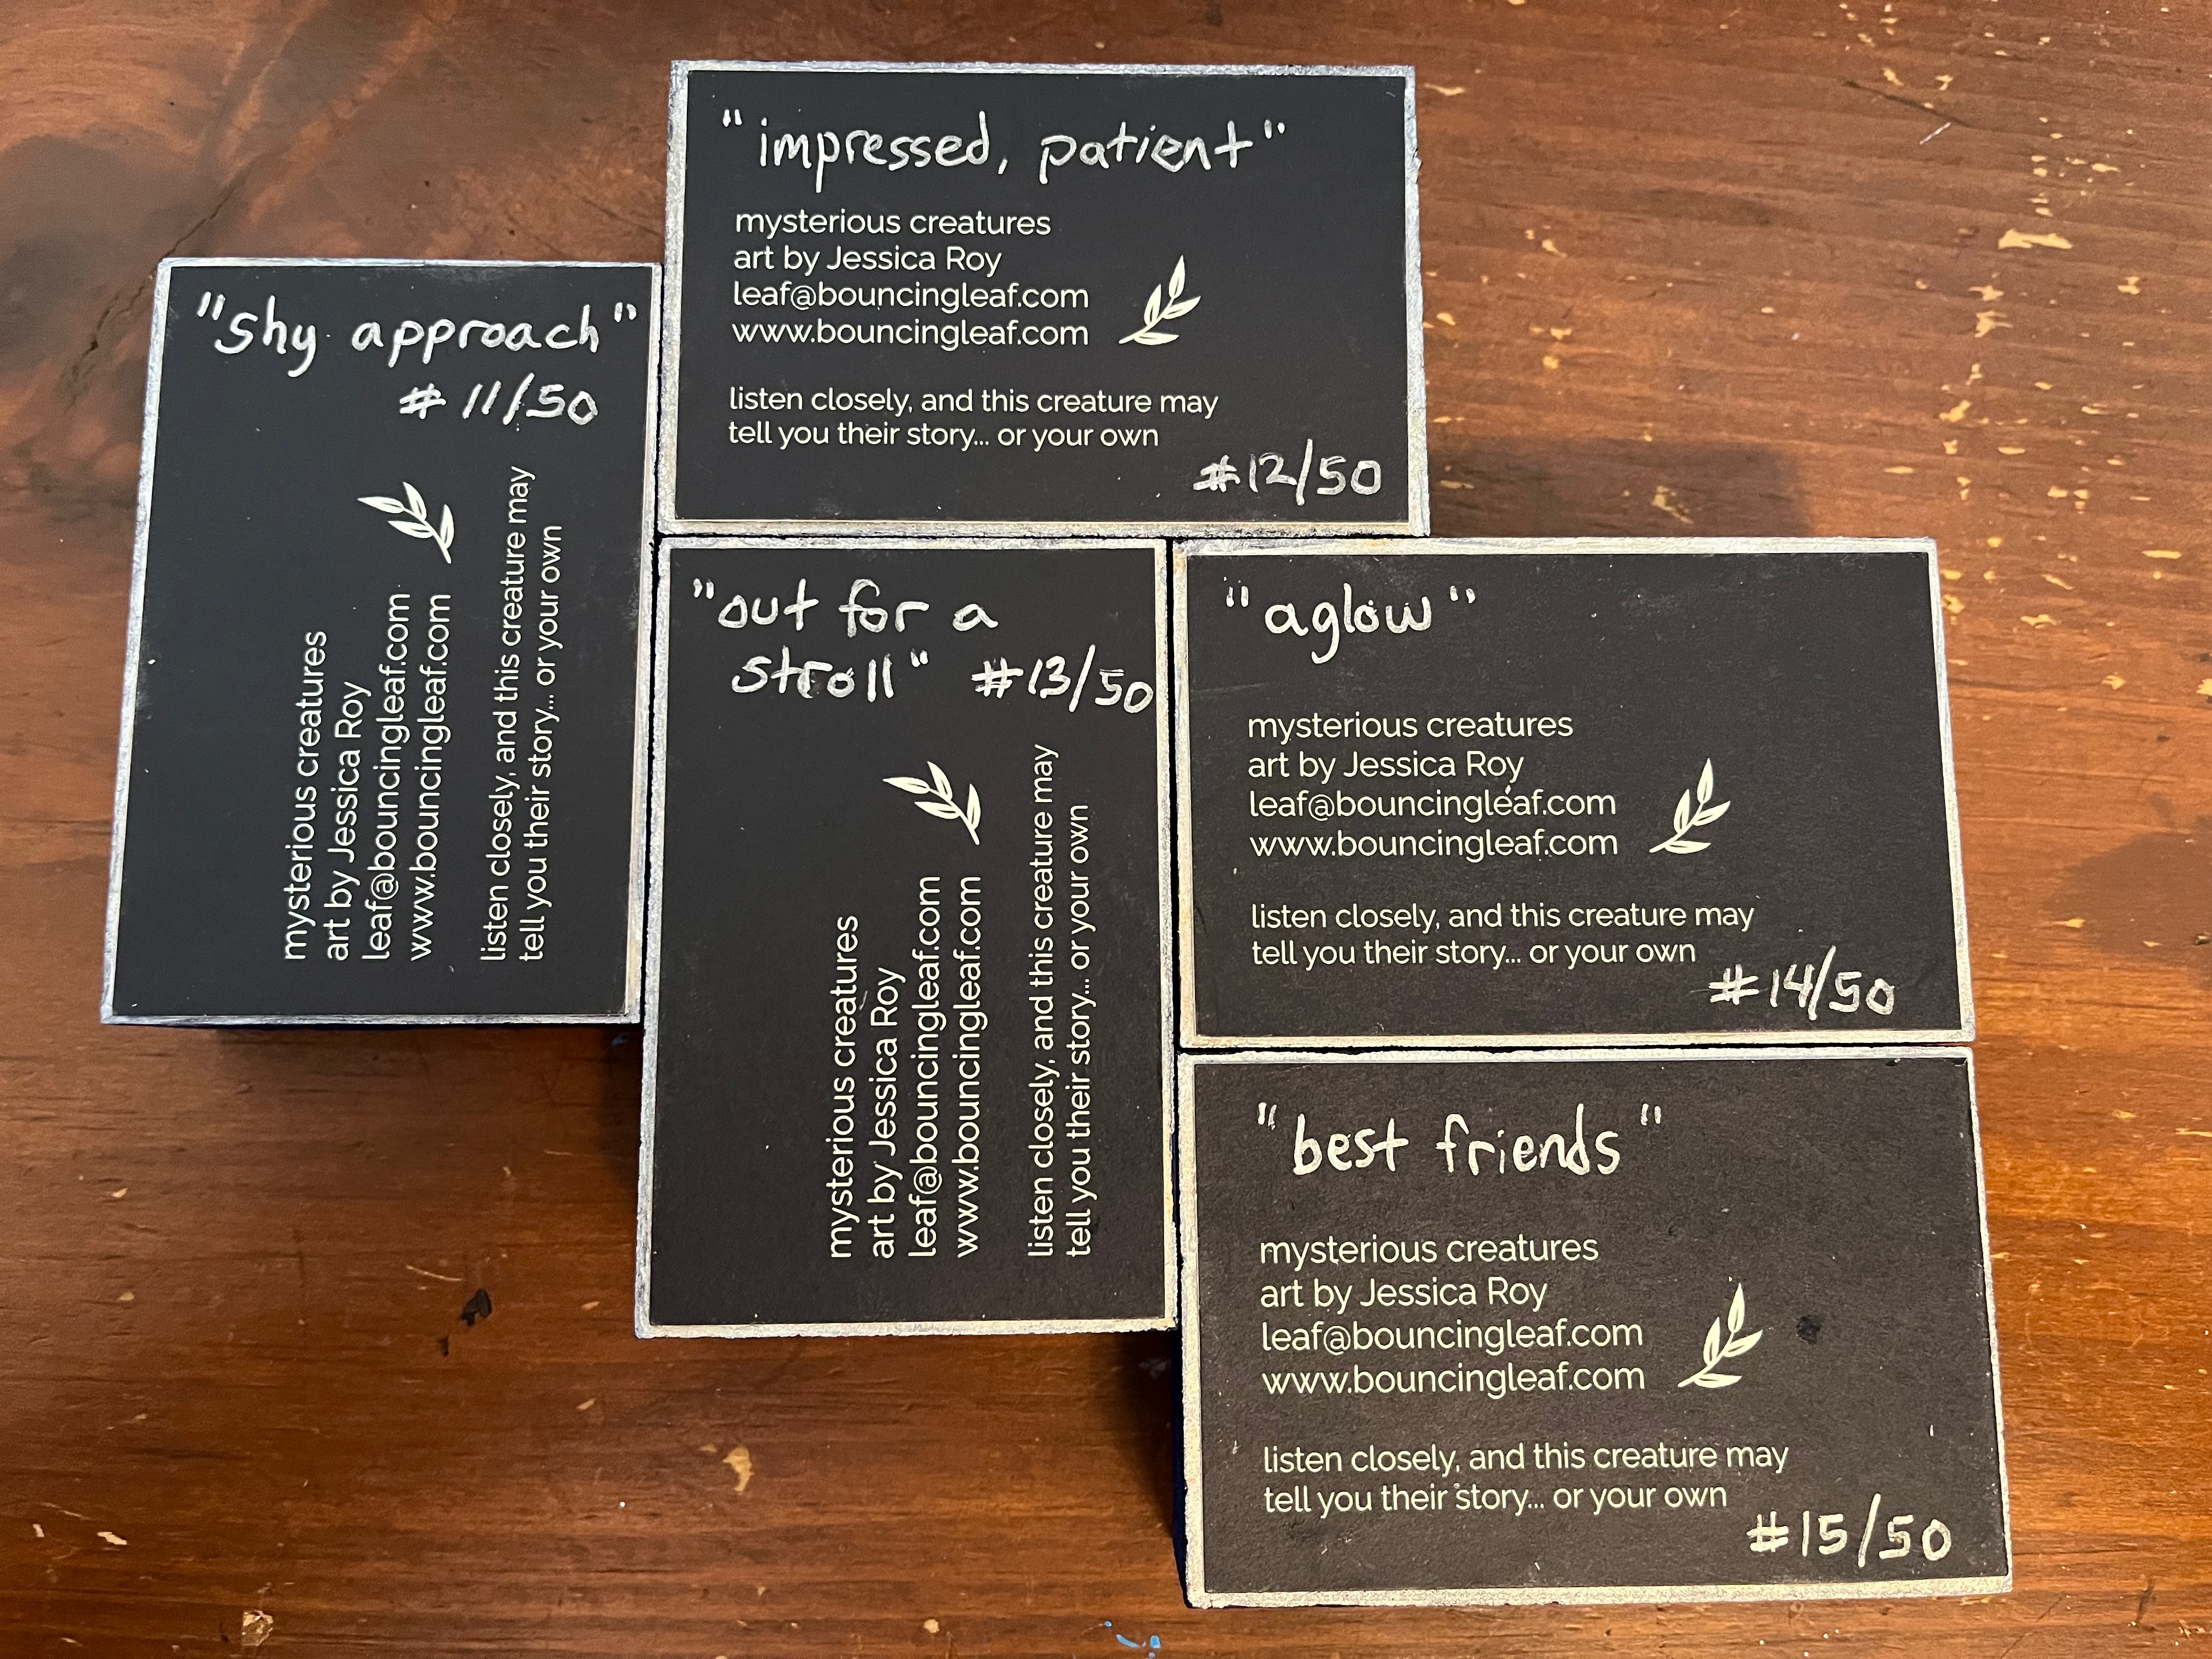 "shy approach"
#11/50
mysterious creatures
art by Jessica Roy
leaf@bouncingleaf.com
www.bouncingleaf.com
listen closely, and this creature may
tell you their story... or your own
"impressed, patient"
mysterious creatures
art by Jessica Roy
leaf@bouncingleaf.com
www.bouncingleaf.com
listen closely, and this creature may
tell you their story... or your own
#12/50
"out for a
stroll" #13/50
mysterious creatures
art by Jessica Roy
leaf@bouncingleaf.com
www.bouncingleaf.com
listen closely, and this creature may
tell you their story... or your own
"aglow"
mysterious creatures
art by Jessica Roy
leaf@bouncingleaf.com
www.bouncingleaf.com
listen closely, and this creature may
tell you their story... or your own
#14/50
"best friends"
mysterious creatures
art by Jessica Roy
leaf@bouncingleaf.com
www.bouncingleaf.com
listen closely, and this creature may
tell you their story... or your own
#15/50